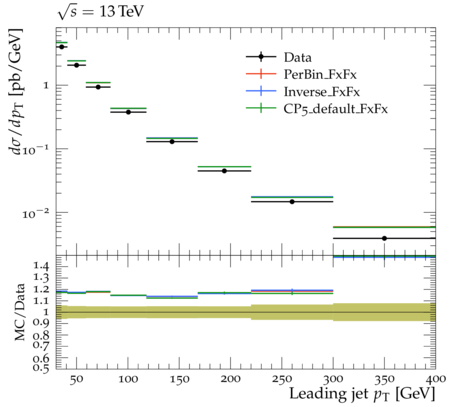 √s = 13 TeV
dσ/dpT [pb/GeV]
1
10⁻¹
10⁻²
Data
PerBin_FxFx
Inverse_FxFx
CP5_default_FxFx
MC/Data
1.4
1.3
1.2
1.1
1
0.9
0.8
0.7
0.6
0.5
50 100 150 200 250 300 350 400
Leading jet pT [GeV]